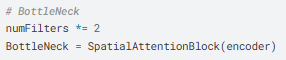 # BottleNeck
numFilters *= 2
BottleNeck = SpatialAttentionBlock(encoder)